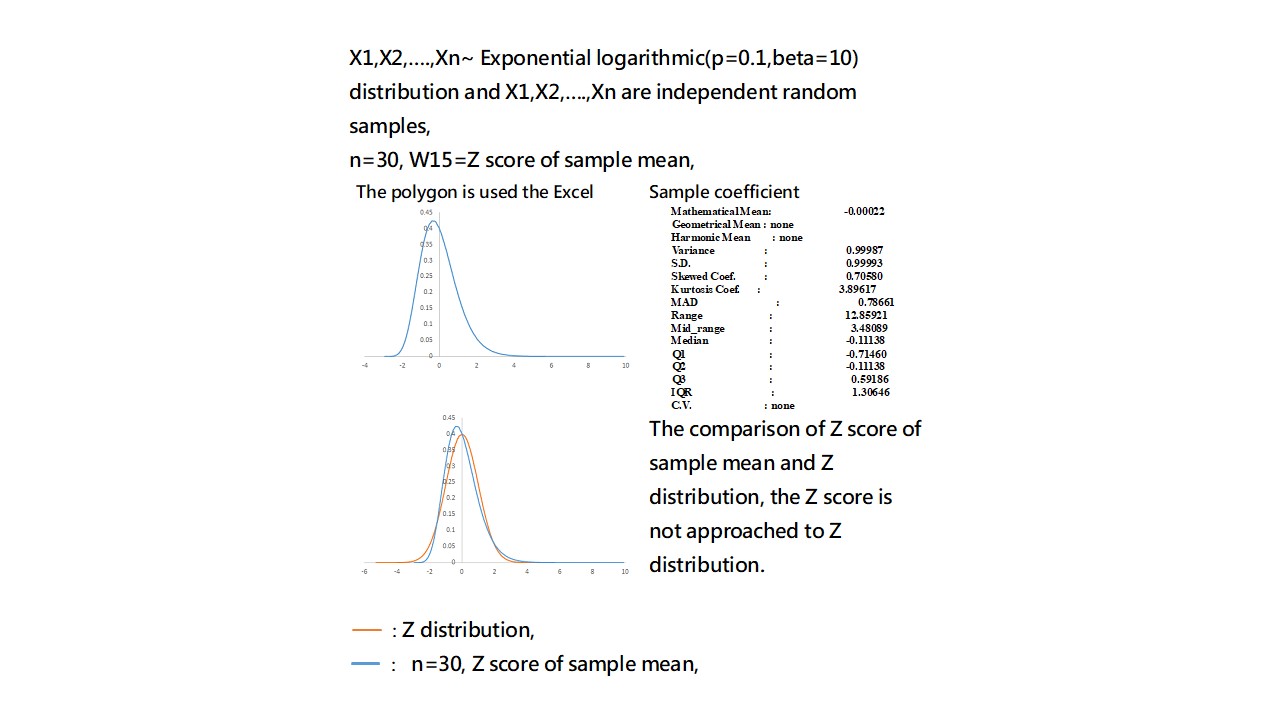 X1,X2,....,Xn~ Exponential logarithmic(p=0.1,beta=10)
distribution and X1,X2,....,Xn are independent random
samples,
n=30, W15=Z score of sample mean,
The polygon is used the Excel
Sample coefficient
0.45
0.4
0.35
0.3
0.25
0.2
0.15
0.1
0.05
0
-4 -2 0 2 4 6 8 10
Mathematical Mean: -0.00022
Geometrical Mean : none
Harmonic Mean : none
Variance : 0.99987
S.D. : 0.99993
Skewed Coef. : 0.70580
Kurtosis Coef. : 3.89617
MAD : 0.78661
Range : 12.85921
Mid_range : 3.48089
Median : -0.11138
Q1 : -0.71460
Q2 : -0.11138
Q3 : 0.59186
IQR : 1.30646
C.V. : none
0.45
0.4
0.35
0.3
0.25
0.2
0.15
0.1
0.05
0
-6 -4 -2 0 2 4 6 8 10
The comparison of Z score of
sample mean and Z
distribution, the Z score is
not approached to Z
distribution.
: Z distribution,
: n=30, Z score of sample mean,